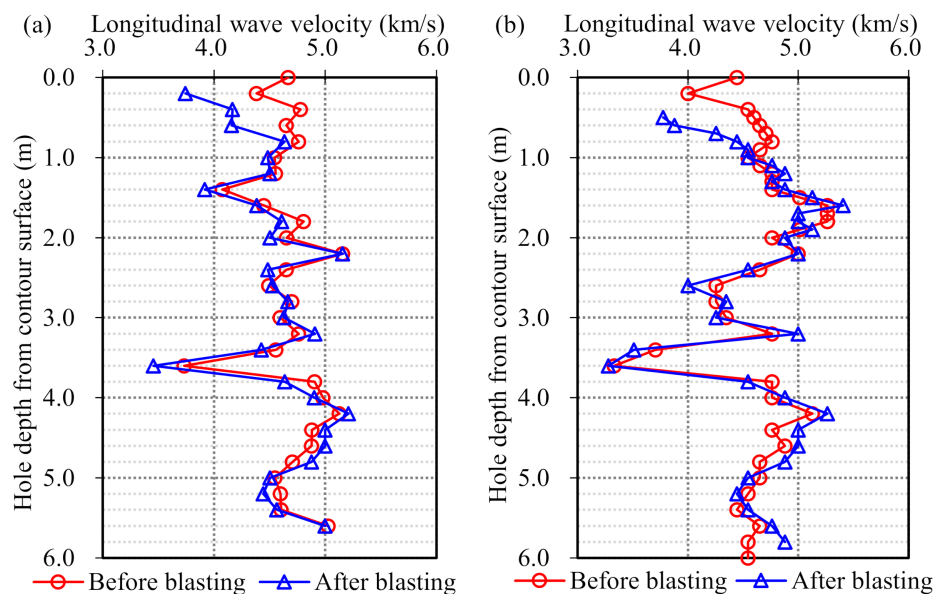 (a) Longitudinal wave velocity (km/s)
3.0 4.0 5.0 6.0
Hole depth from contour surface (m)
0.0
1.0
2.0
3.0
4.0
5.0
6.0
Before blasting After blasting
(b) Longitudinal wave velocity (km/s)
3.0 4.0 5.0 6.0
Hole depth from contour surface (m)
0.0
1.0
2.0
3.0
4.0
5.0
6.0
Before blasting After blasting